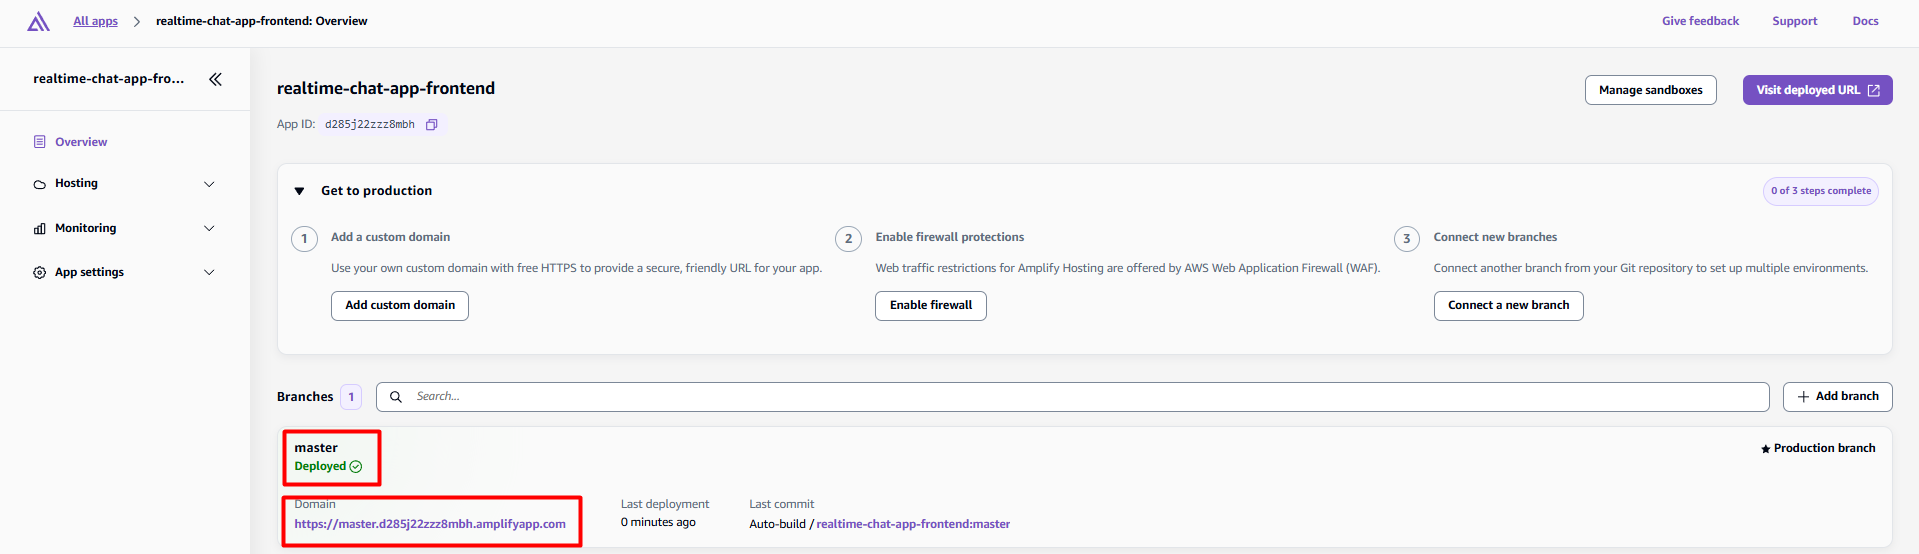 All apps > realtime-chat-app-frontend: Overview
Give feedback Support Docs
realtime-chat-app-fro...
Overview
Hosting
Monitoring
App settings
realtime-chat-app-frontend
App ID: d285j22zzz8mbh
Manage sandboxes
Visit deployed URL
Get to production
0 of 3 steps complete
1 Add a custom domain
Use your own custom domain with free HTTPS to provide a secure, friendly URL for your app.
Add custom domain
2 Enable firewall protections
Web traffic restrictions for Amplify Hosting are offered by AWS Web Application Firewall (WAF).
Enable firewall
3 Connect new branches
Connect another branch from your Git repository to set up multiple environments.
Connect a new branch
Branches 1
Search...
Add branch
master
Deployed
Production branch
Domain
https://master.d285j22zzz8mbh.amplifyapp.com
Last deployment
0 minutes ago
Last commit
Auto-build / realtime-chat-app-frontend:master